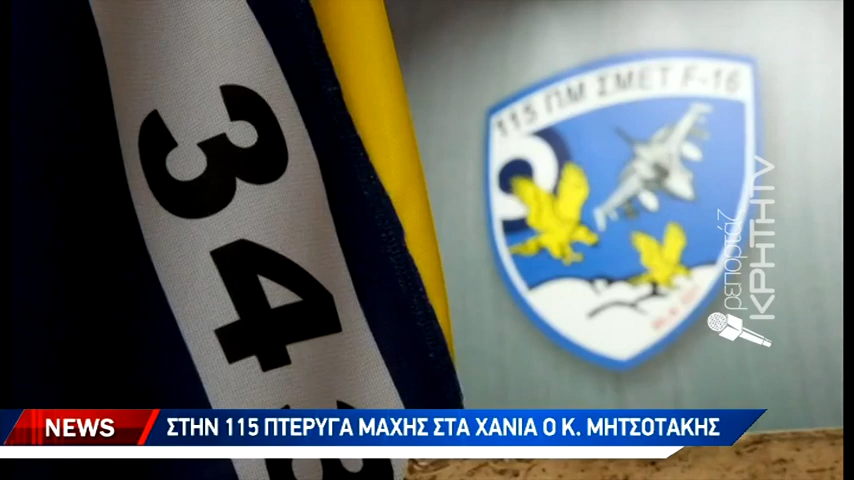 115 ΠΜ ΣΜΕΤ F-16
343
ρεπορτάζ
ΚΡΗΤΗ TV
NEWS
ΣΤΗΝ 115 ΠΤΕΡΥΓΑ ΜΑΧΗΣ ΣΤΑ ΧΑΝΙΑ Ο Κ. ΜΗΤΣΟΤΑΚΗΣ